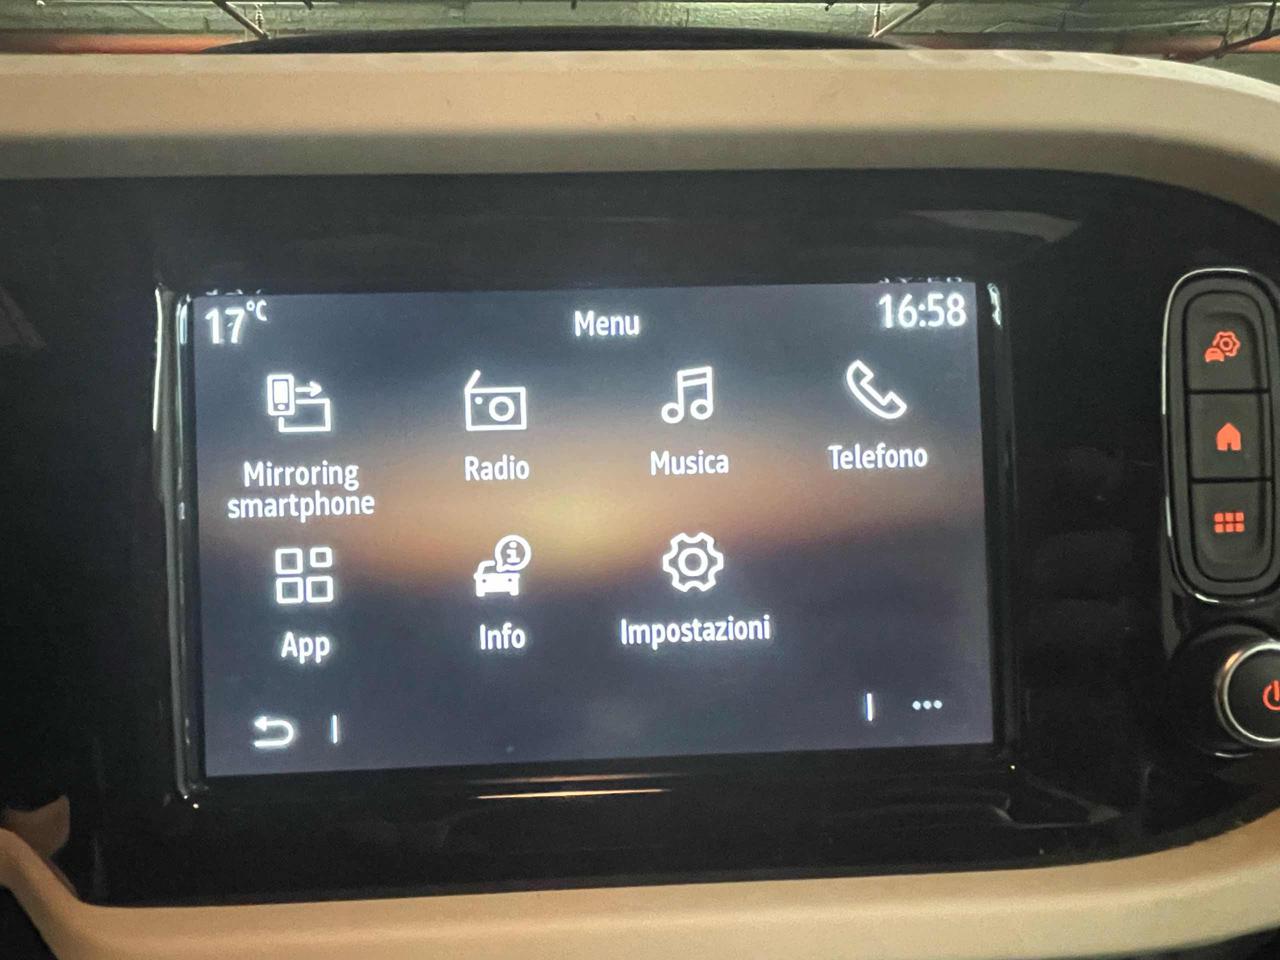 17°C
Menu
16:58
Mirroring
smartphone
Radio
Musica
Telefono
App
Info
Impostazioni